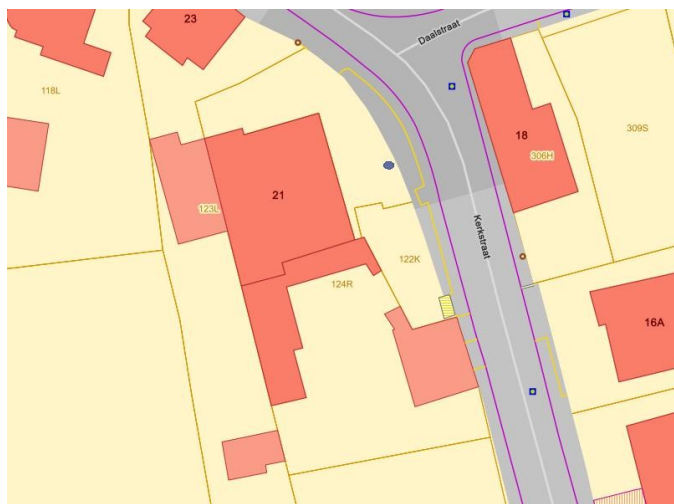 23
Daalstraat
118L
18
309S
306H
21
123L
Kerkstraat
122K
124R
16A